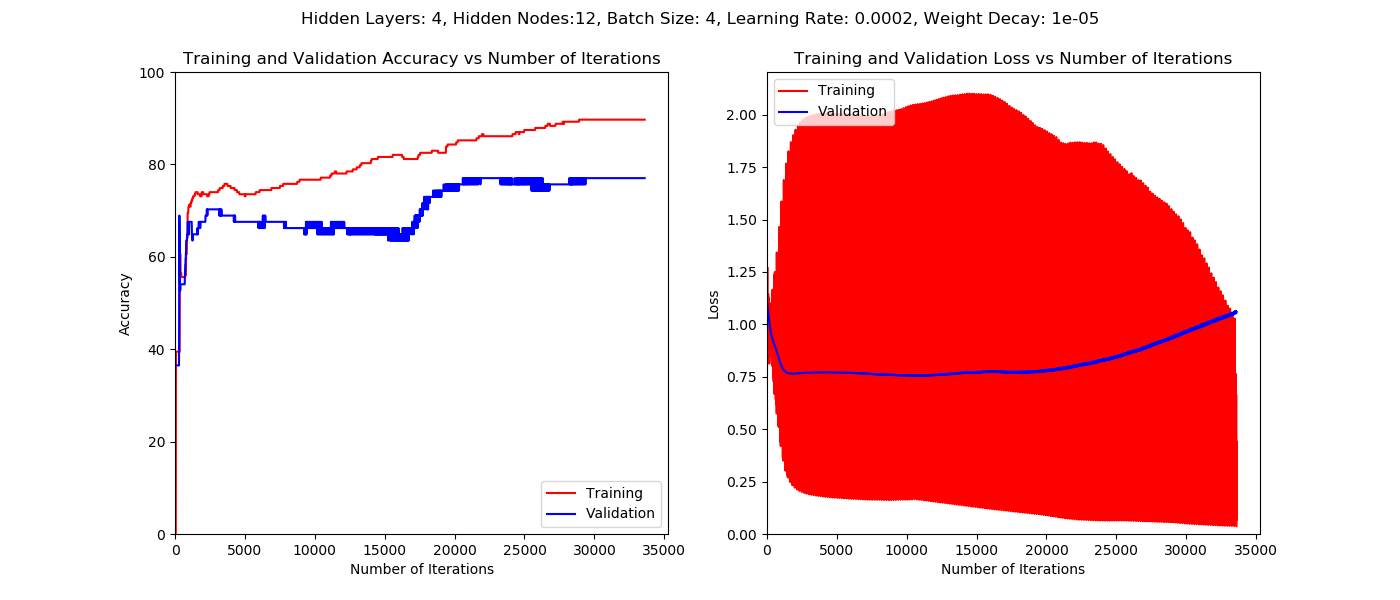 Hidden Layers: 4, Hidden Nodes:12, Batch Size: 4, Learning Rate: 0.0002, Weight Decay: 1e-05
Training and Validation Accuracy vs Number of Iterations
100
80
60
40
20
0
Accuracy
0 5000 10000 15000 20000 25000 30000 35000
Number of Iterations
Training
Validation
Training and Validation Loss vs Number of Iterations
Training
Validation
2.00
1.75
1.50
1.25
1.00
0.75
0.50
0.25
0.00
Loss
0 5000 10000 15000 20000 25000 30000 35000
Number of Iterations